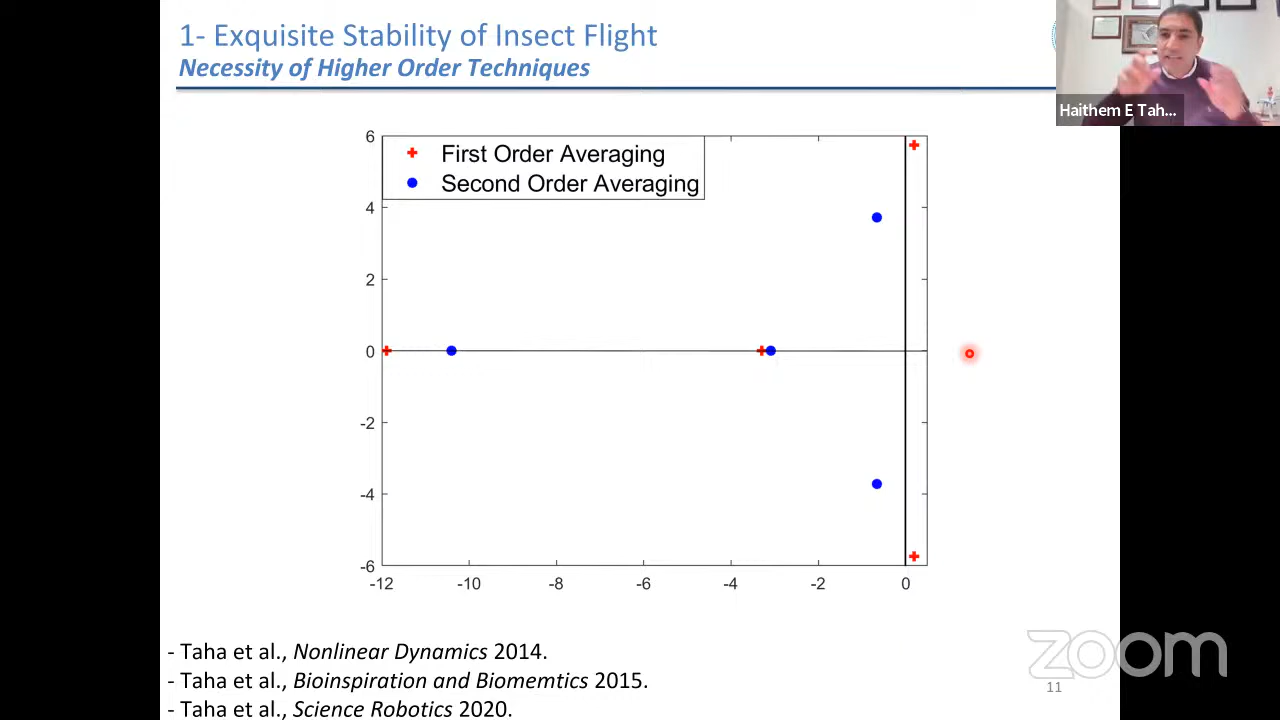 1- Exquisite Stability of Insect Flight
Necessity of Higher Order Techniques
Haithem E Tah...
First Order Averaging
Second Order Averaging
6
4
2
0
-2
-4
-6
-12
-10
-8
-6
-4
-2
0
- Taha et al., Nonlinear Dynamics 2014.
- Taha et al., Bioinspiration and Biomemtics 2015.
- Taha et al., Science Robotics 2020.
zoom
11